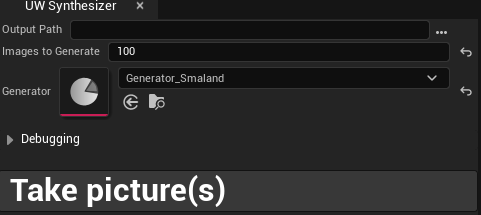 UW Synthesizer ×
Output Path ...
Images to Generate 100
Generator Generator_Smaland
Debugging
Take picture(s)